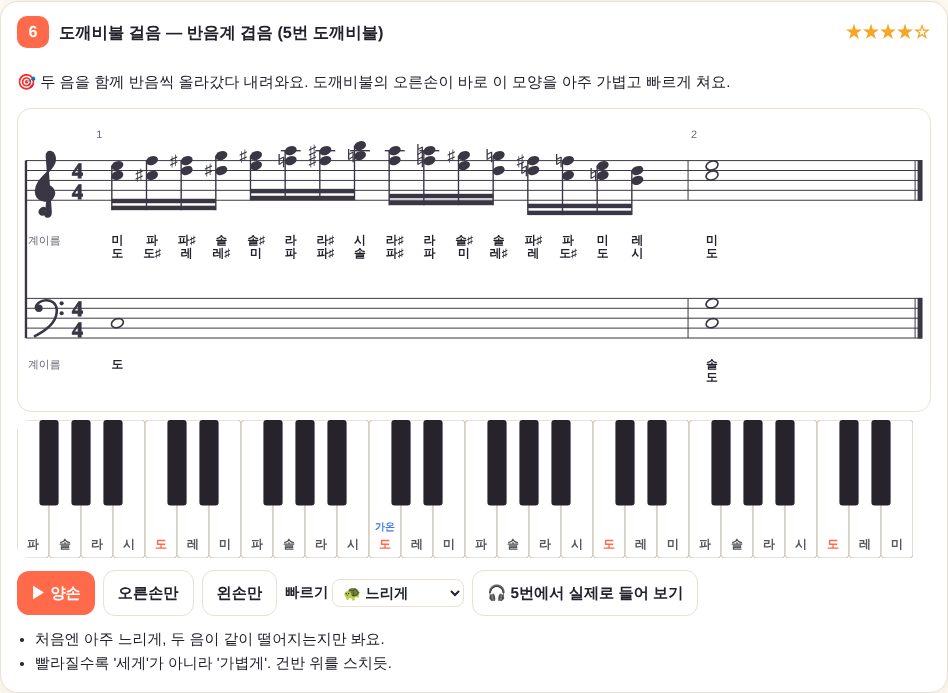 6 도깨비불 걸음 — 반음계 겹음 (5번 도깨비불) ★★★★☆
🎯 두 음을 함께 반음씩 올라갔다 내려와요. 도깨비불의 오른손이 바로 이 모양을 아주 가볍고 빠르게 쳐요.
1 2
4
4
계이름 미 파 파♯ 솔 솔♯ 라 라♯ 시 라♯ 라 솔♯ 솔 파♯ 파 미 레 미
도 도♯ 레 레♯ 미 파 파♯ 솔 파♯ 파 미 레♯ 레 도♯ 도 시 도
4
4
계이름 도 솔
도
가온
파 솔 라 시 도 레 미 파 솔 라 시 도 레 미 파 솔 라 시 도 레 미 파 솔 라 시 도 레 미
▶ 양손 오른손만 왼손만 빠르기 🐢 느리게 🎧 5번에서 실제로 들어 보기
• 처음엔 아주 느리게, 두 음이 같이 떨어지는지만 봐요.
• 빨라질수록 '세게'가 아니라 '가볍게'. 건반 위를 스치듯.